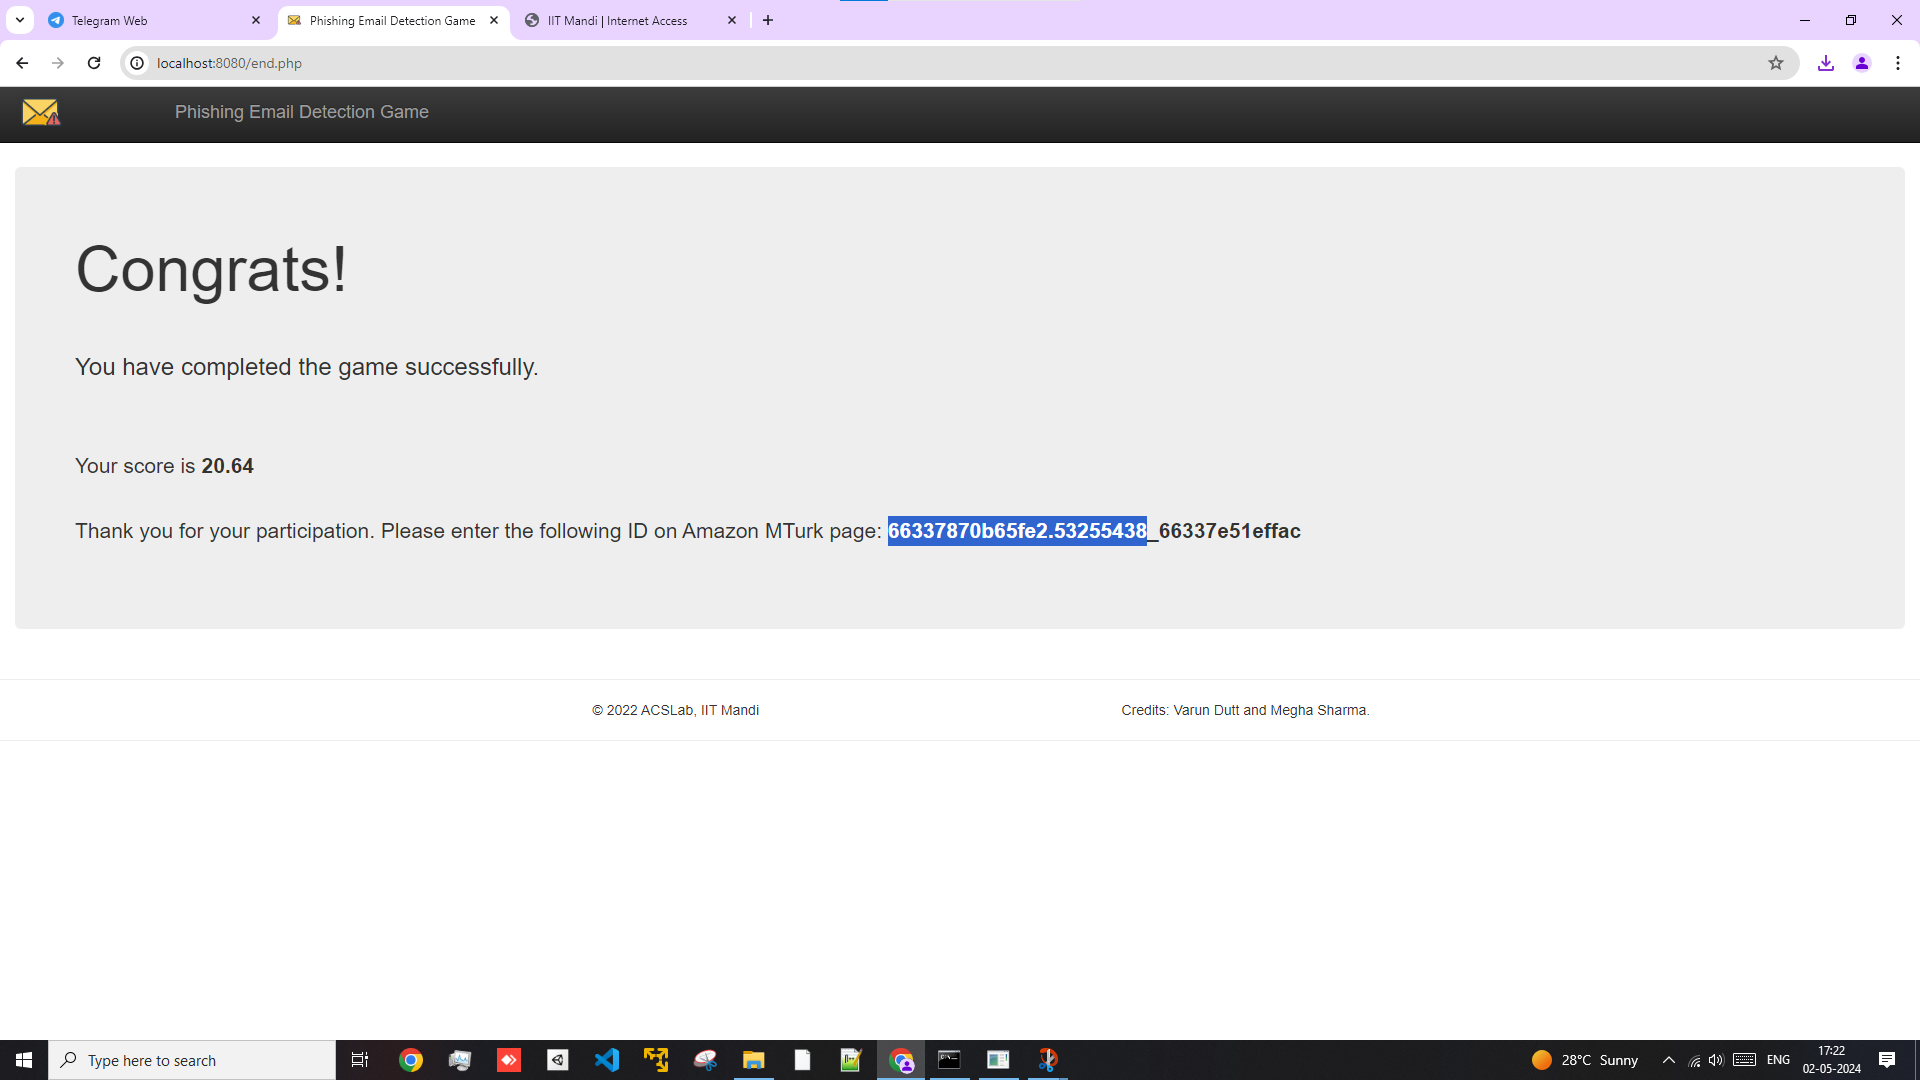 Telegram Web
Phishing Email Detection Game
IIT Mandi | Internet Access
localhost:8080/end.php
Phishing Email Detection Game
Congrats!
You have completed the game successfully.
Your score is 20.64
Thank you for your participation. Please enter the following ID on Amazon MTurk page: 66337870b65fe2.53255438_66337e51effac
© 2022 ACSLab, IIT Mandi
Credits: Varun Dutt and Megha Sharma.
Type here to search
28°C Sunny
ENG
17:22
02-05-2024